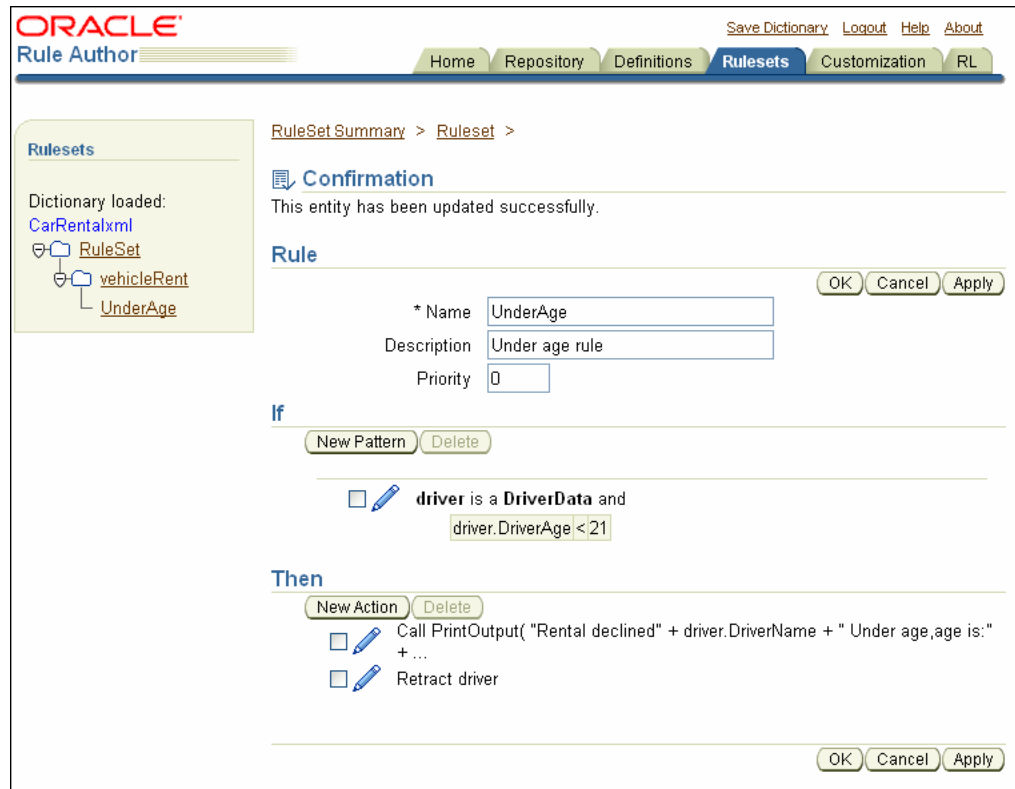 ORACLE
Rule Author
Save Dictionary Logout Help About
Home Repository Definitions Rulesets Customization RL
Rulesets
Dictionary loaded:
CarRentalxml
RuleSet
vehicleRent
UnderAge
RuleSet Summary > Ruleset >
Confirmation
This entity has been updated successfully.
Rule
OK Cancel Apply
* Name UnderAge
Description Under age rule
Priority 0
If
New Pattern Delete
driver is a DriverData and
driver.DriverAge < 21
Then
New Action Delete
Call PrintOutput( "Rental declined" + driver.DriverName + " Under age,age is:"
+ ...
Retract driver
OK Cancel Apply